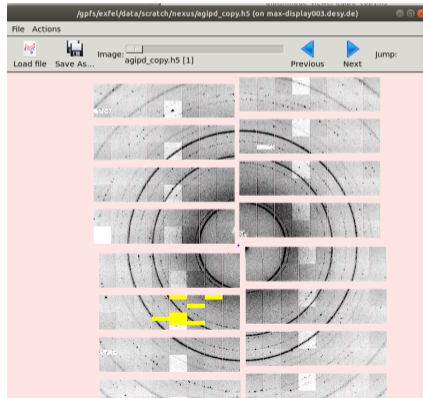 /gpfs/exfel/data/scratch/nexus/agipd_copy.h5 (on max-display003.desy.de)
File Actions
Load file
Save As...
Image:
agipd_copy.h5 [1]
Previous
Next
Jump: